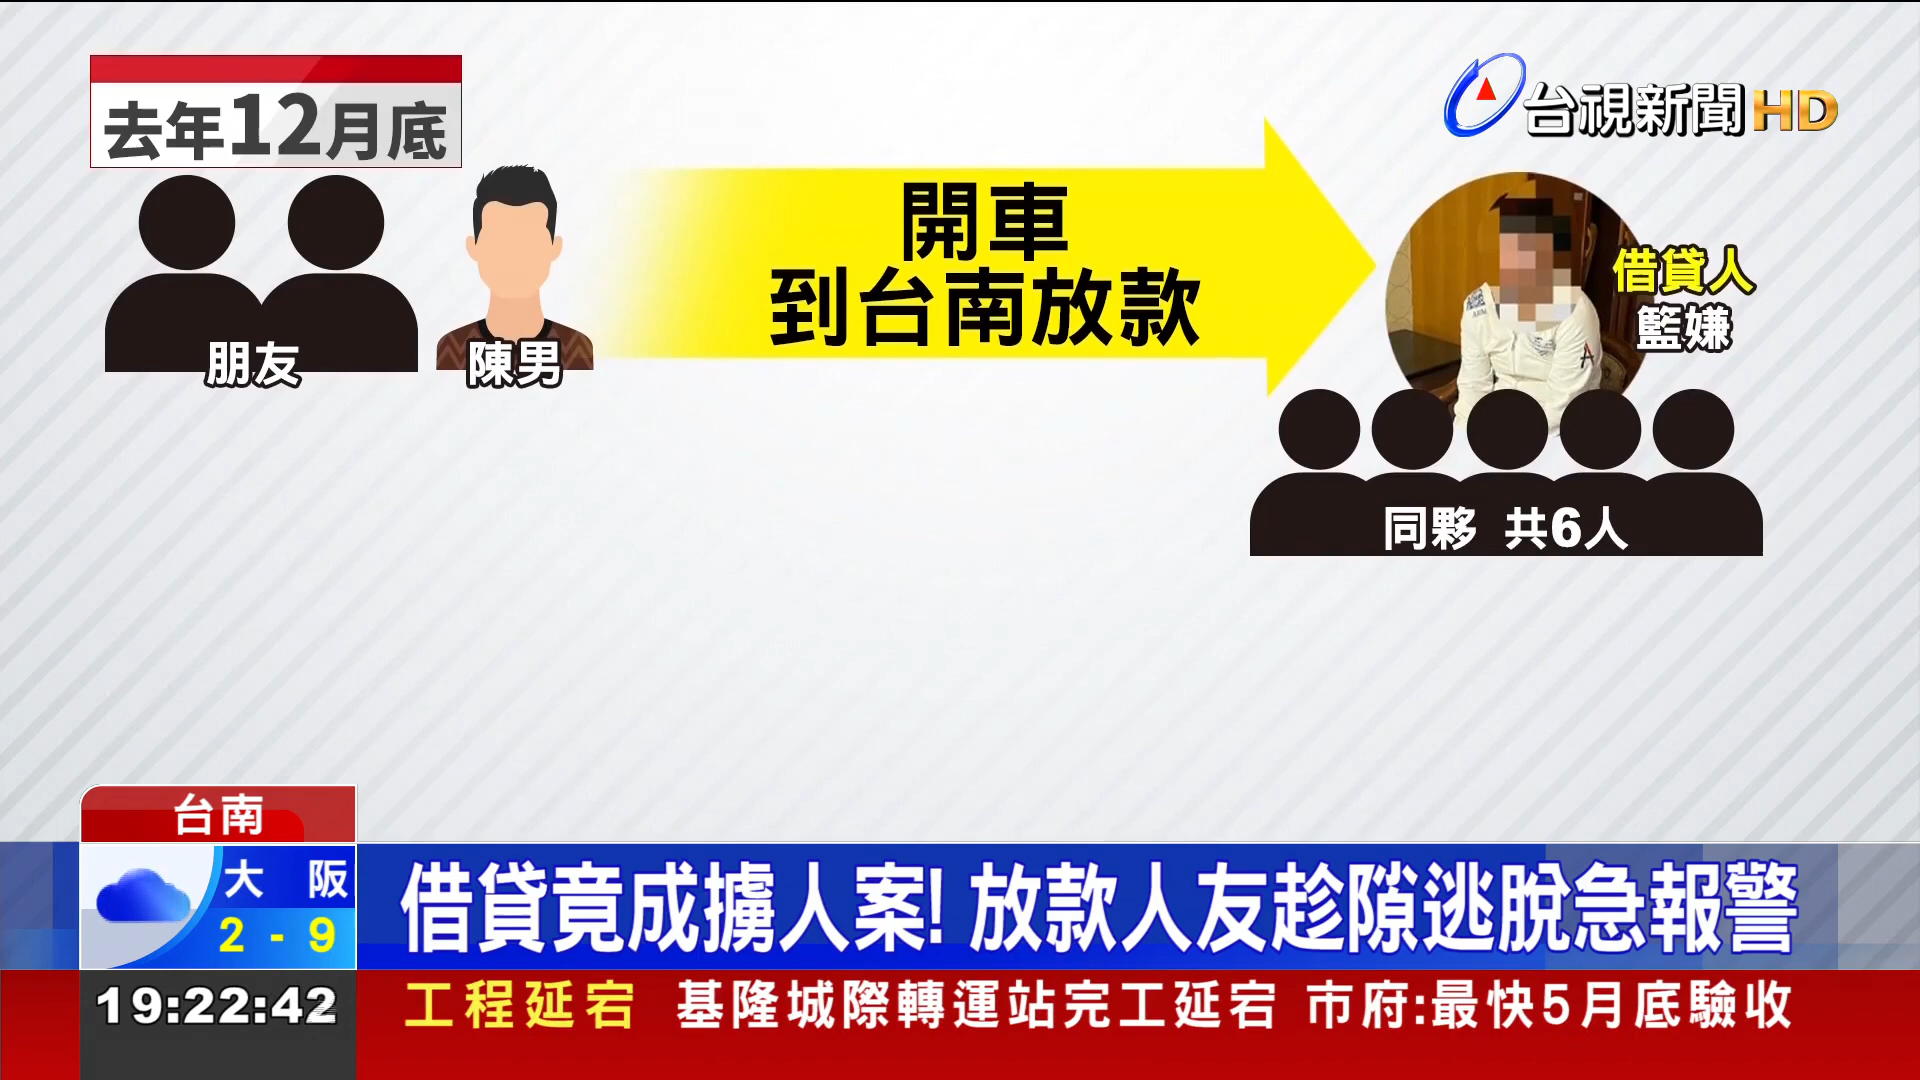 去年12月底
台視新聞HD
朋友
陳男
開車
到台南放款
借貸人
籃嫌
同夥 共6人
台南
大 阪
2 - 9
借貸竟成擄人案! 放款人友趁隙逃脫急報警
19:22:42
工程延宕 基隆城際轉運站完工延宕 市府:最快5月底驗收